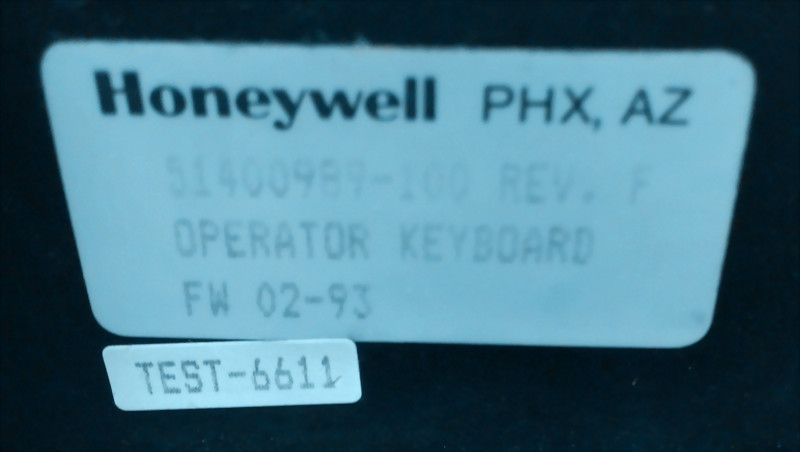 Honeywell PHX, AZ
51400989-100 REV. F
OPERATOR KEYBOARD
FW 02-93
TEST-6611